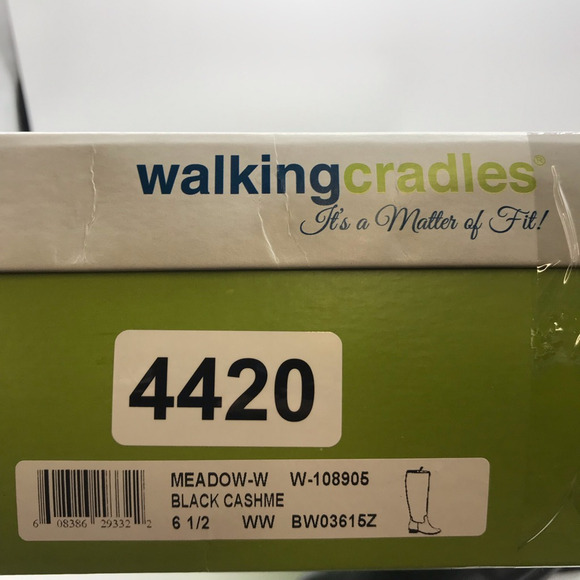 walkingcradles®
It's a Matter of Fit!
4420
MEADOW-W W-108905
BLACK CASHME
6 1/2 WW BW03615Z
6 08386 29332 2